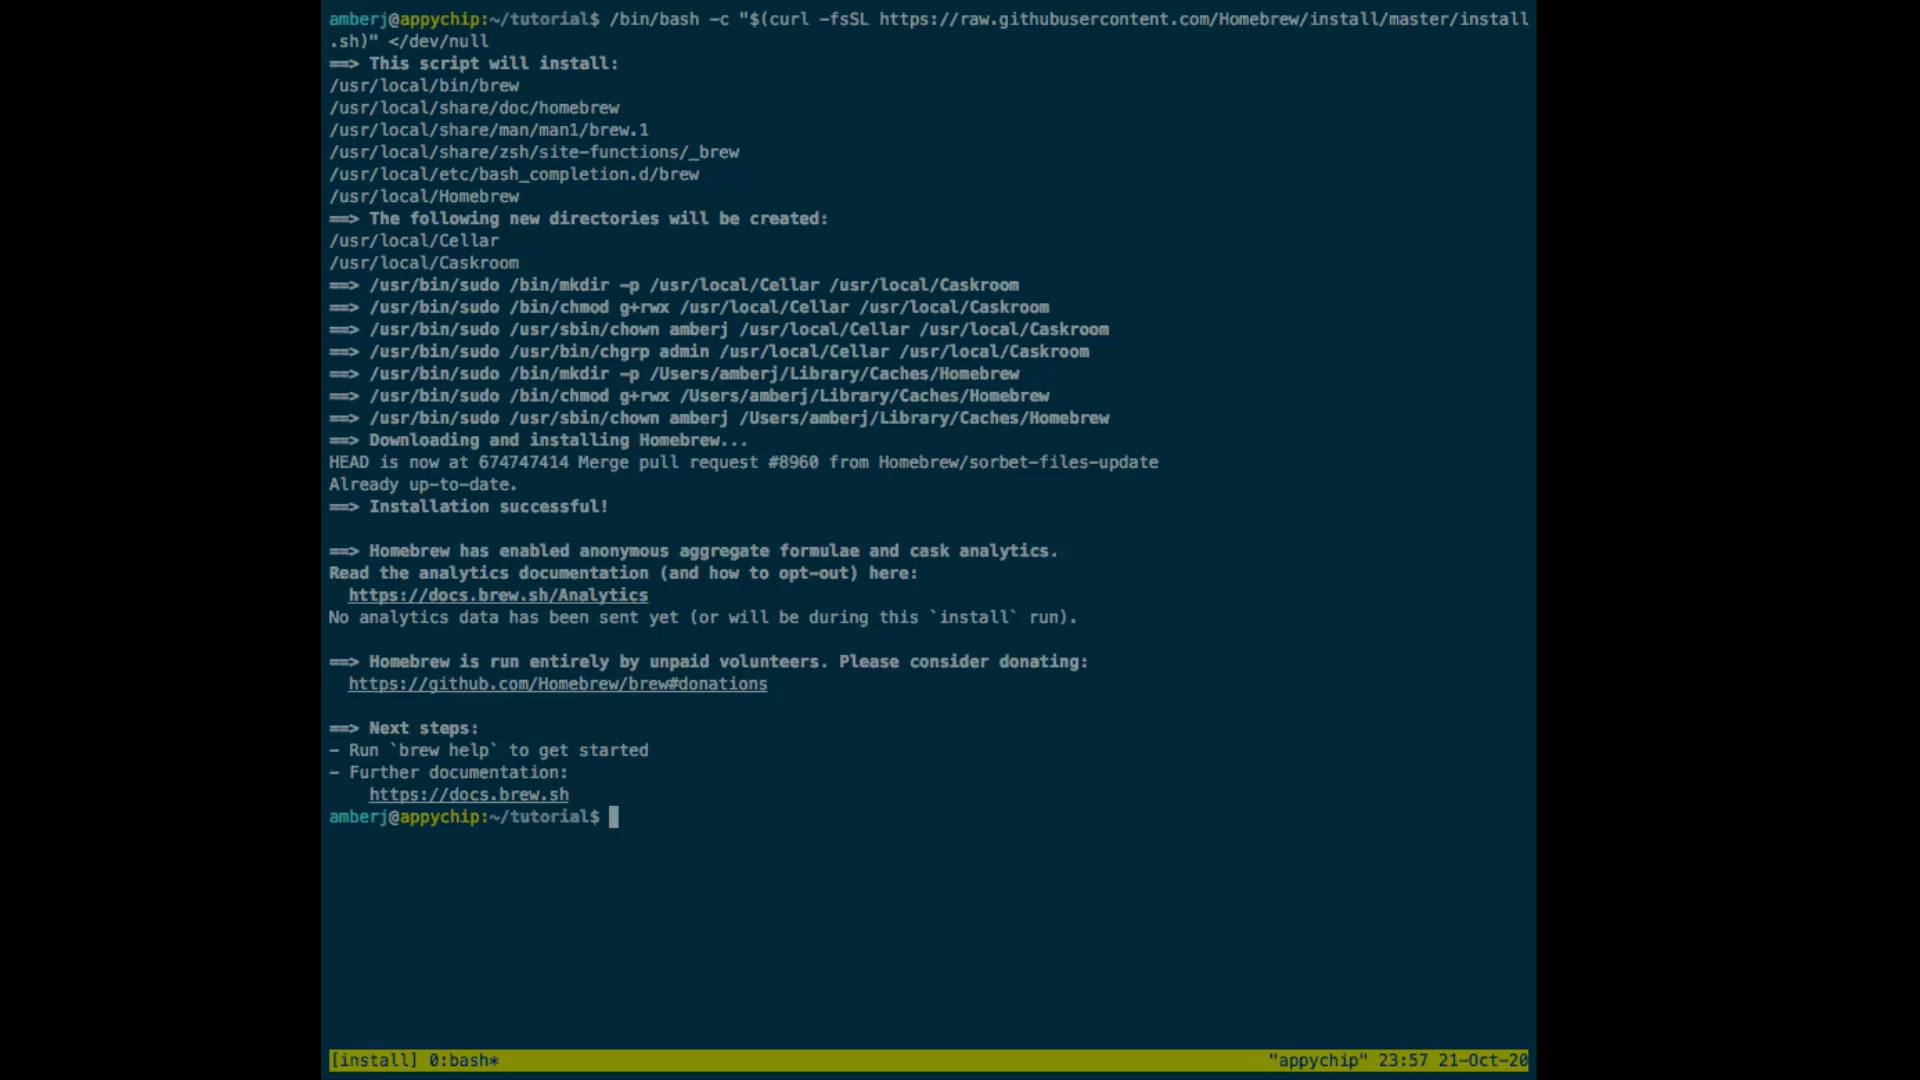 amberj@appychip:~/tutorial$ /bin/bash -c "$(curl -fsSL https://raw.githubusercontent.com/Homebrew/install/master/install
.sh)" </dev/null
==> This script will install:
/usr/local/bin/brew
/usr/local/share/doc/homebrew
/usr/local/share/man/man1/brew.1
/usr/local/share/zsh/site-functions/_brew
/usr/local/etc/bash_completion.d/brew
/usr/local/Homebrew
==> The following new directories will be created:
/usr/local/Cellar
/usr/local/Caskroom
==> /usr/bin/sudo /bin/mkdir -p /usr/local/Cellar /usr/local/Caskroom
==> /usr/bin/sudo /bin/chmod g+rwx /usr/local/Cellar /usr/local/Caskroom
==> /usr/bin/sudo /usr/sbin/chown amberj /usr/local/Cellar /usr/local/Caskroom
==> /usr/bin/sudo /usr/bin/chgrp admin /usr/local/Cellar /usr/local/Caskroom
==> /usr/bin/sudo /bin/mkdir -p /Users/amberj/Library/Caches/Homebrew
==> /usr/bin/sudo /bin/chmod g+rwx /Users/amberj/Library/Caches/Homebrew
==> /usr/bin/sudo /usr/sbin/chown amberj /Users/amberj/Library/Caches/Homebrew
==> Downloading and installing Homebrew...
HEAD is now at 674747414 Merge pull request #8960 from Homebrew/sorbet-files-update
Already up-to-date.
==> Installation successful!
==> Homebrew has enabled anonymous aggregate formulae and cask analytics.
Read the analytics documentation (and how to opt-out) here:
https://docs.brew.sh/Analytics
No analytics data has been sent yet (or will be during this `install` run).
==> Homebrew is run entirely by unpaid volunteers. Please consider donating:
https://github.com/Homebrew/brew#donations
==> Next steps:
- Run `brew help` to get started
- Further documentation:
https://docs.brew.sh
amberj@appychip:~/tutorial$
[install] 0:bash* "appychip" 23:57 21-Oct-20